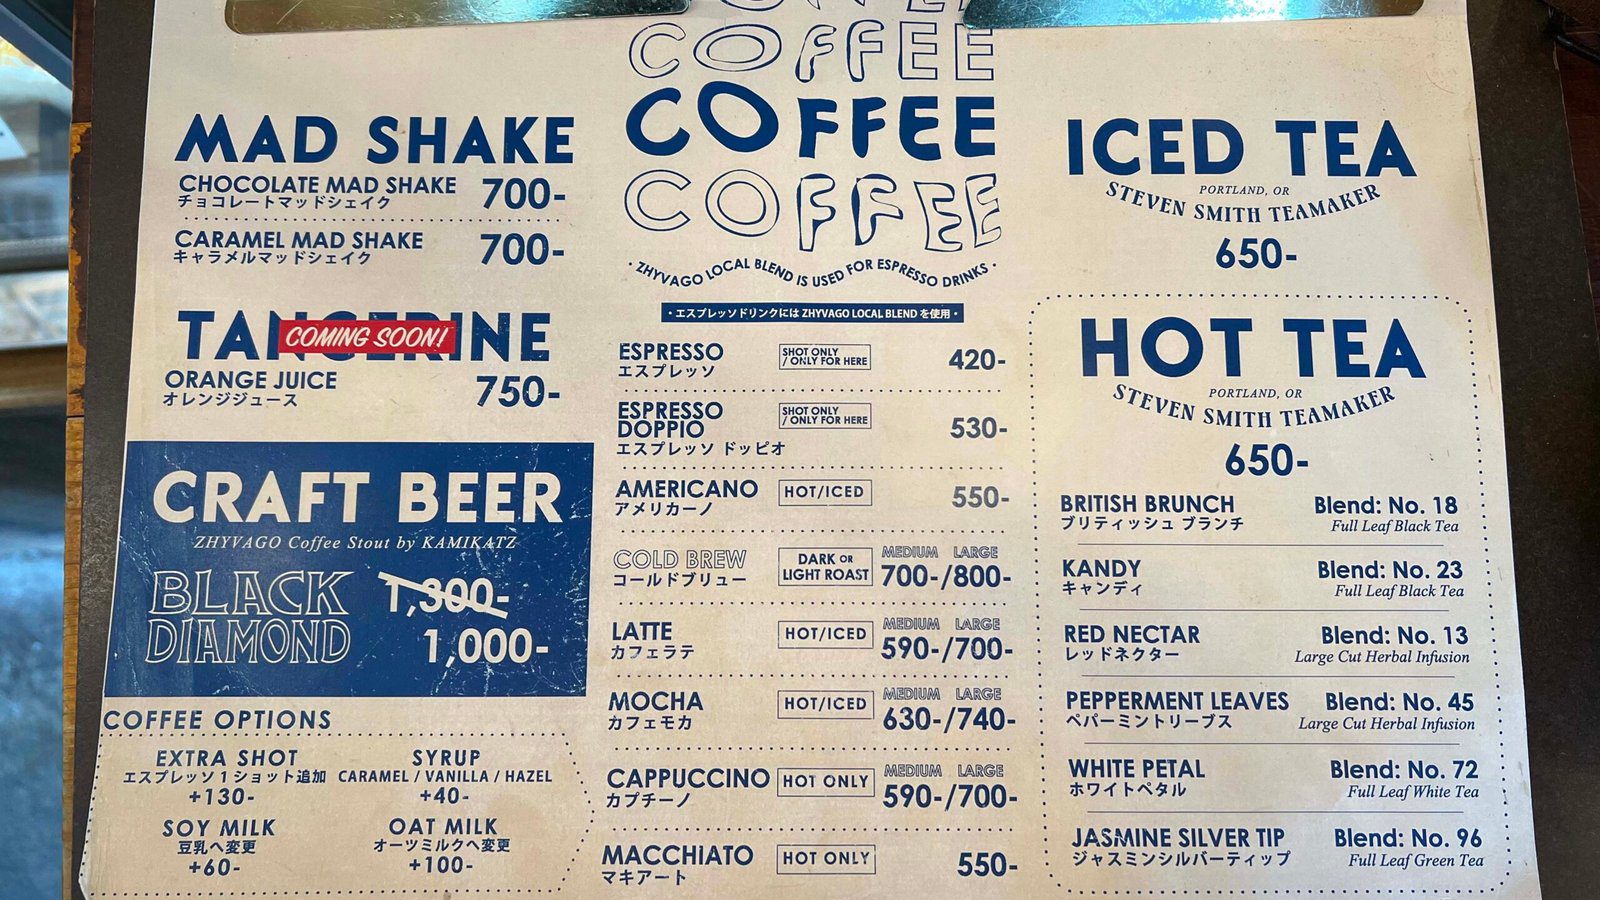 MAD SHAKE
CHOCOLATE MAD SHAKE 700-
チョコレートマッドシェイク
CARAMEL MAD SHAKE 700-
キャラメルマッドシェイク
TANGERINE
COMING SOON!
ORANGE JUICE 750-
オレンジジュース
CRAFT BEER
ZHYVAGO Coffee Stout by KAMIKATZ
BLACK DIAMOND
1,300-
1,000-
COFFEE OPTIONS
EXTRA SHOT
エスプレッソ1ショット追加
+130-
SYRUP
CARAMEL / VANILLA / HAZEL
+40-
SOY MILK
豆乳へ変更
+60-
OAT MILK
オーツミルクへ変更
+100-
COFFEE
COFFEE
COFFEE
COFFEE
・ZHYVAGO LOCAL BLEND IS USED FOR ESPRESSO DRINKS・
・エスプレッソドリンクには ZHYVAGO LOCAL BLEND を使用・
ESPRESSO SHOT ONLY / ONLY FOR HERE 420-
エスプレッソ
ESPRESSO DOPPIO SHOT ONLY / ONLY FOR HERE 530-
エスプレッソ ドッピオ
AMERICANO HOT/ICED 550-
アメリカーノ
COLD BREW DARK OR LIGHT ROAST MEDIUM LARGE 700-/800-
コールドブリュー
LATTE HOT/ICED MEDIUM LARGE 590-/700-
カフェラテ
MOCHA HOT/ICED MEDIUM LARGE 630-/740-
カフェモカ
CAPPUCCINO HOT ONLY MEDIUM LARGE 590-/700-
カプチーノ
MACCHIATO HOT ONLY 550-
マキアート
ICED TEA
PORTLAND, OR
STEVEN SMITH TEAMAKER
650-
HOT TEA
PORTLAND, OR
STEVEN SMITH TEAMAKER
650-
BRITISH BRUNCH Blend: No. 18
ブリティッシュ ブランチ Full Leaf Black Tea
KANDY Blend: No. 23
キャンディ Full Leaf Black Tea
RED NECTAR Blend: No. 13
レッドネクター Large Cut Herbal Infusion
PEPPERMENT LEAVES Blend: No. 45
ペパーミントリーブス Large Cut Herbal Infusion
WHITE PETAL Blend: No. 72
ホワイトペタル Full Leaf White Tea
JASMINE SILVER TIP Blend: No. 96
ジャスミンシルバーティップ Full Leaf Green Tea